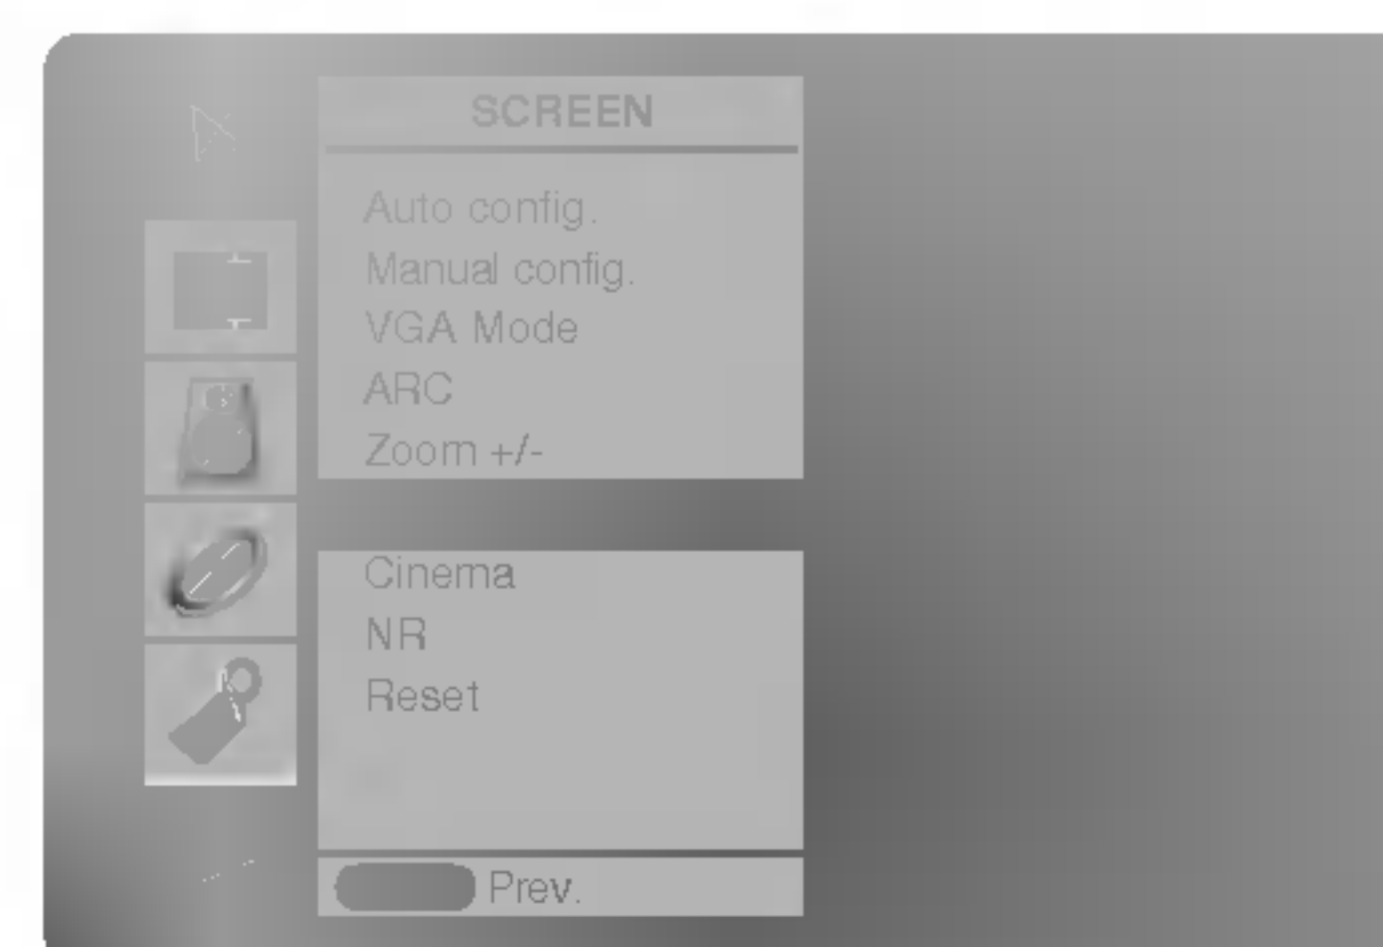 SCREEN
Auto config.
Manual config.
VGA Mode
ARC
Zoom +/-
Cinema
NR
Reset
Prev.